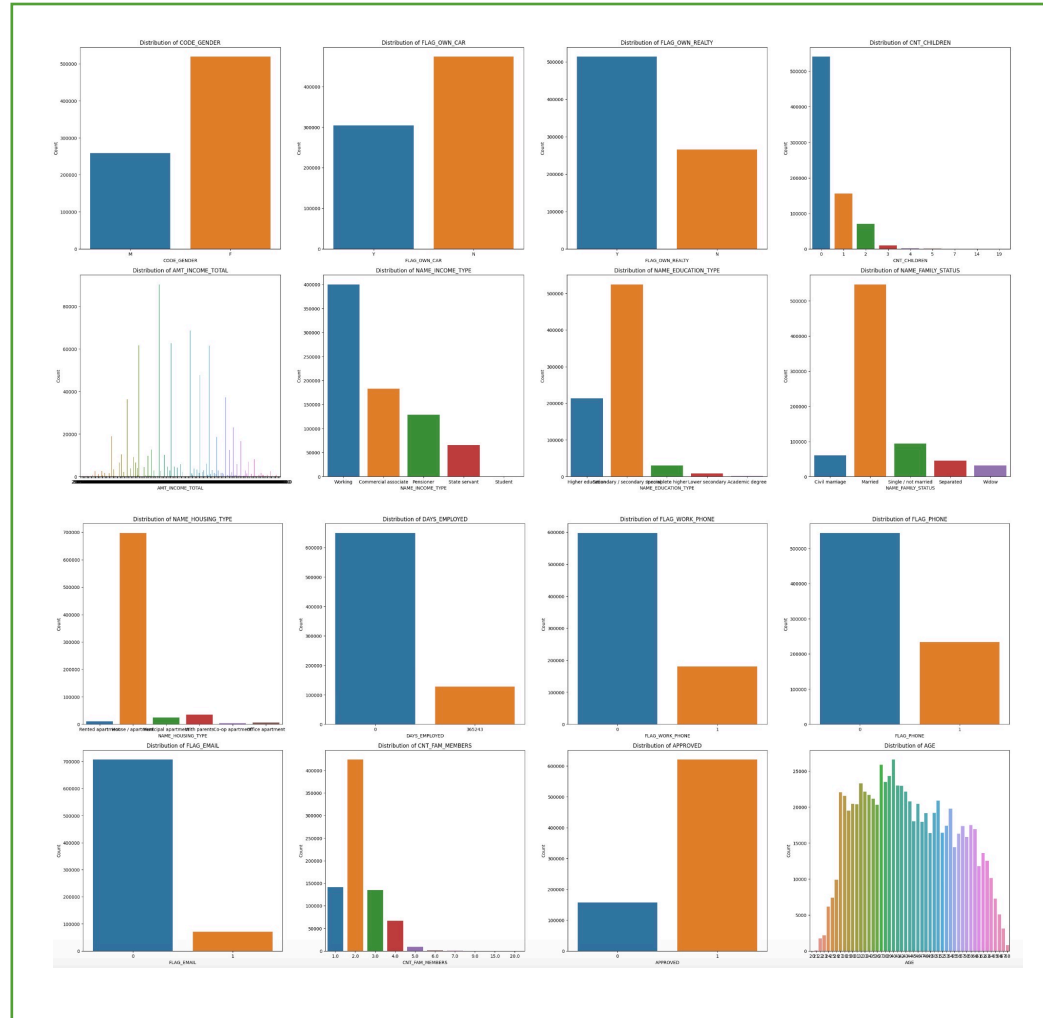 Distribution of CODE_GENDER
500000
400000
300000
200000
100000
0
Count
M F
CODE_GENDER
Distribution of FLAG_OWN_CAR
400000
300000
200000
100000
0
Count
Y N
FLAG_OWN_CAR
Distribution of FLAG_OWN_REALTY
500000
400000
300000
200000
100000
0
Count
Y N
FLAG_OWN_REALTY
Distribution of CNT_CHILDREN
500000
400000
300000
200000
100000
0
Count
0 1 2 3 4 5 7 14 19
CNT_CHILDREN
Distribution of AMT_INCOME_TOTAL
80000
60000
40000
20000
0
Count
AMT_INCOME_TOTAL
Distribution of NAME_INCOME_TYPE
400000
350000
300000
250000
200000
150000
100000
50000
0
Count
Working Commercial associate Pensioner State servant Student
NAME_INCOME_TYPE
Distribution of NAME_EDUCATION_TYPE
500000
400000
300000
200000
100000
0
Count
Lower secondary Academic degree
NAME_EDUCATION_TYPE
Distribution of NAME_FAMILY_STATUS
500000
400000
300000
200000
100000
0
Count
Civil marriage Married Single / not married Separated Widow
NAME_FAMILY_STATUS
Distribution of NAME_HOUSING_TYPE
700000
600000
500000
400000
300000
200000
100000
0
Count
NAME_HOUSING_TYPE
Distribution of DAYS_EMPLOYED
600000
500000
400000
300000
200000
100000
0
Count
0 365243
DAYS_EMPLOYED
Distribution of FLAG_WORK_PHONE
600000
500000
400000
300000
200000
100000
0
Count
0 1
FLAG_WORK_PHONE
Distribution of FLAG_PHONE
500000
400000
300000
200000
100000
0
Count
0 1
FLAG_PHONE
Distribution of FLAG_EMAIL
700000
600000
500000
400000
300000
200000
100000
0
Count
0 1
FLAG_EMAIL
Distribution of CNT_FAM_MEMBERS
400000
350000
300000
250000
200000
150000
100000
50000
0
Count
1.0 2.0 3.0 4.0 5.0 6.0 7.0 9.0 15.0 20.0
CNT_FAM_MEMBERS
Distribution of APPROVED
600000
500000
400000
300000
200000
100000
0
Count
0 1
APPROVED
Distribution of AGE
25000
20000
15000
10000
5000
0
Count
AGE